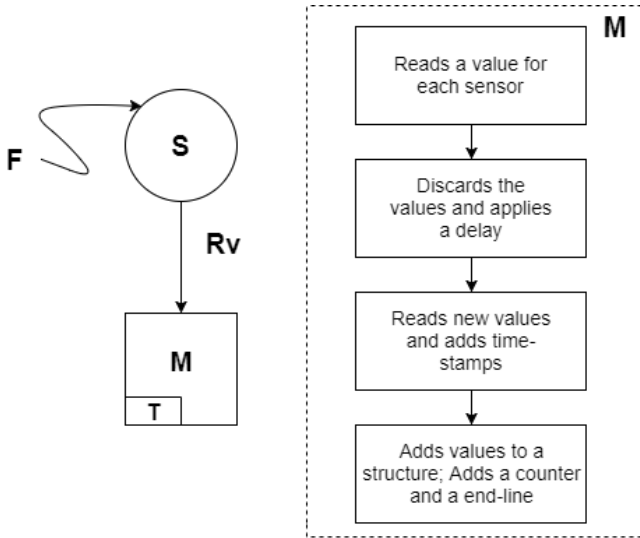 F
S
Rv
M
T
M
Reads a value for
each sensor
Discards the
values and applies
a delay
Reads new values
and adds time-
stamps
Adds values to a
structure; Adds a counter
and a end-line